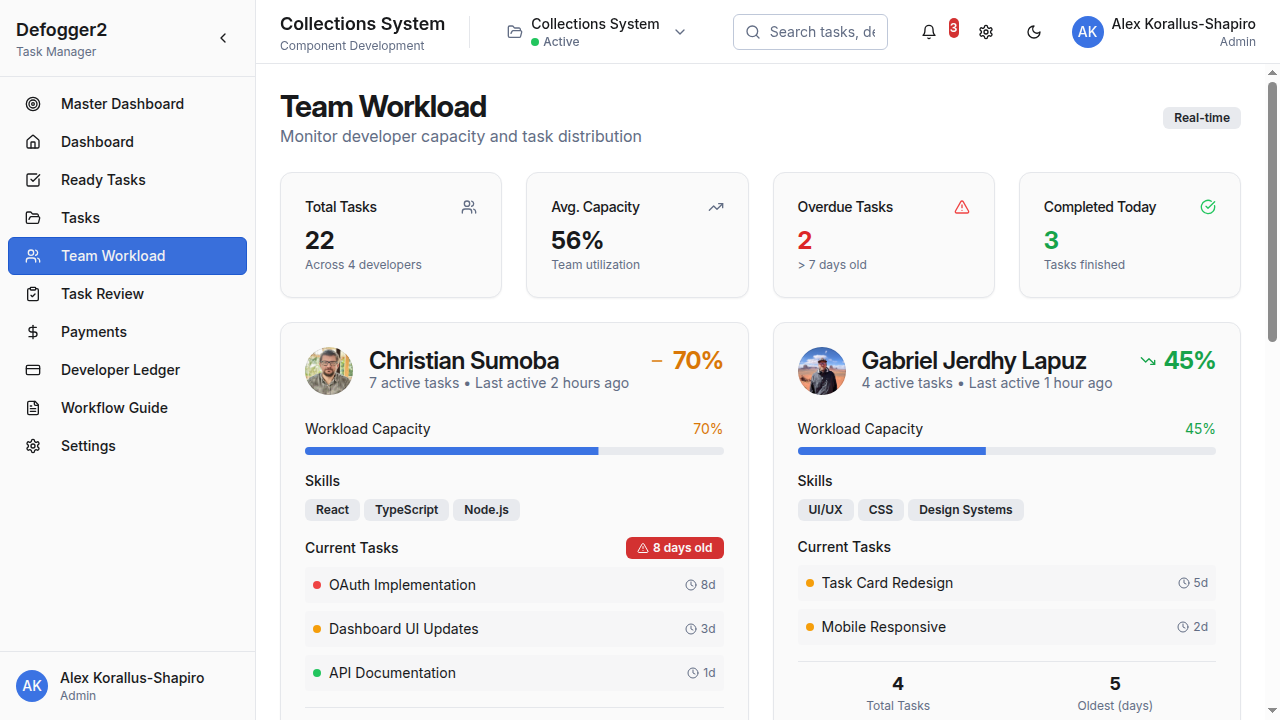 Defogger2
Task Manager
Master Dashboard
Dashboard
Ready Tasks
Tasks
Team Workload
Task Review
Payments
Developer Ledger
Workflow Guide
Settings
AK
Alex Korallus-Shapiro
Admin
Collections System
Component Development
Collections System
Active
Search tasks, de
3
AK
Alex Korallus-Shapiro
Admin
Team Workload
Monitor developer capacity and task distribution
Real-time
Total Tasks
22
Across 4 developers
Avg. Capacity
56%
Team utilization
Overdue Tasks
2
> 7 days old
Completed Today
3
Tasks finished
Christian Sumoba
7 active tasks • Last active 2 hours ago
70%
Workload Capacity 70%
Skills
React TypeScript Node.js
Current Tasks 8 days old
OAuth Implementation 8d
Dashboard UI Updates 3d
API Documentation 1d
Gabriel Jerdhy Lapuz
4 active tasks • Last active 1 hour ago
45%
Workload Capacity 45%
Skills
UI/UX CSS Design Systems
Current Tasks
Task Card Redesign 5d
Mobile Responsive 2d
4 5
Total Tasks Oldest (days)